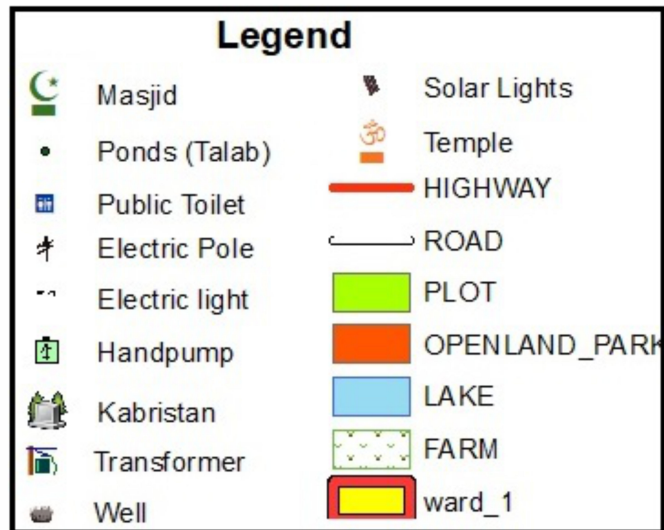 Legend
Masjid
Ponds (Talab)
Public Toilet
Electric Pole
Electric light
Handpump
Kabristan
Transformer
Well
Solar Lights
Temple
HIGHWAY
ROAD
PLOT
OPENLAND_PARK
LAKE
FARM
ward_1